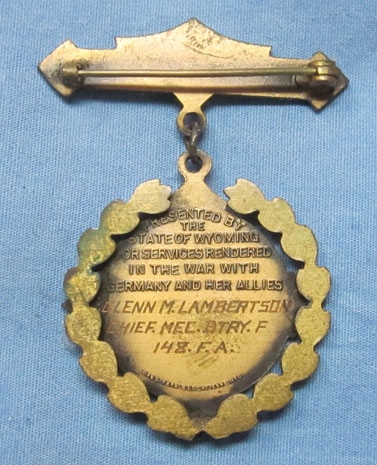 PRESENTED BY
THE
STATE OF WYOMING
FOR SERVICES RENDERED
IN THE WAR WITH
GERMANY AND HER ALLIES
GLENN M. LAMBERTSON
CHIEF. MEC. BTRY. F
148. F.A.